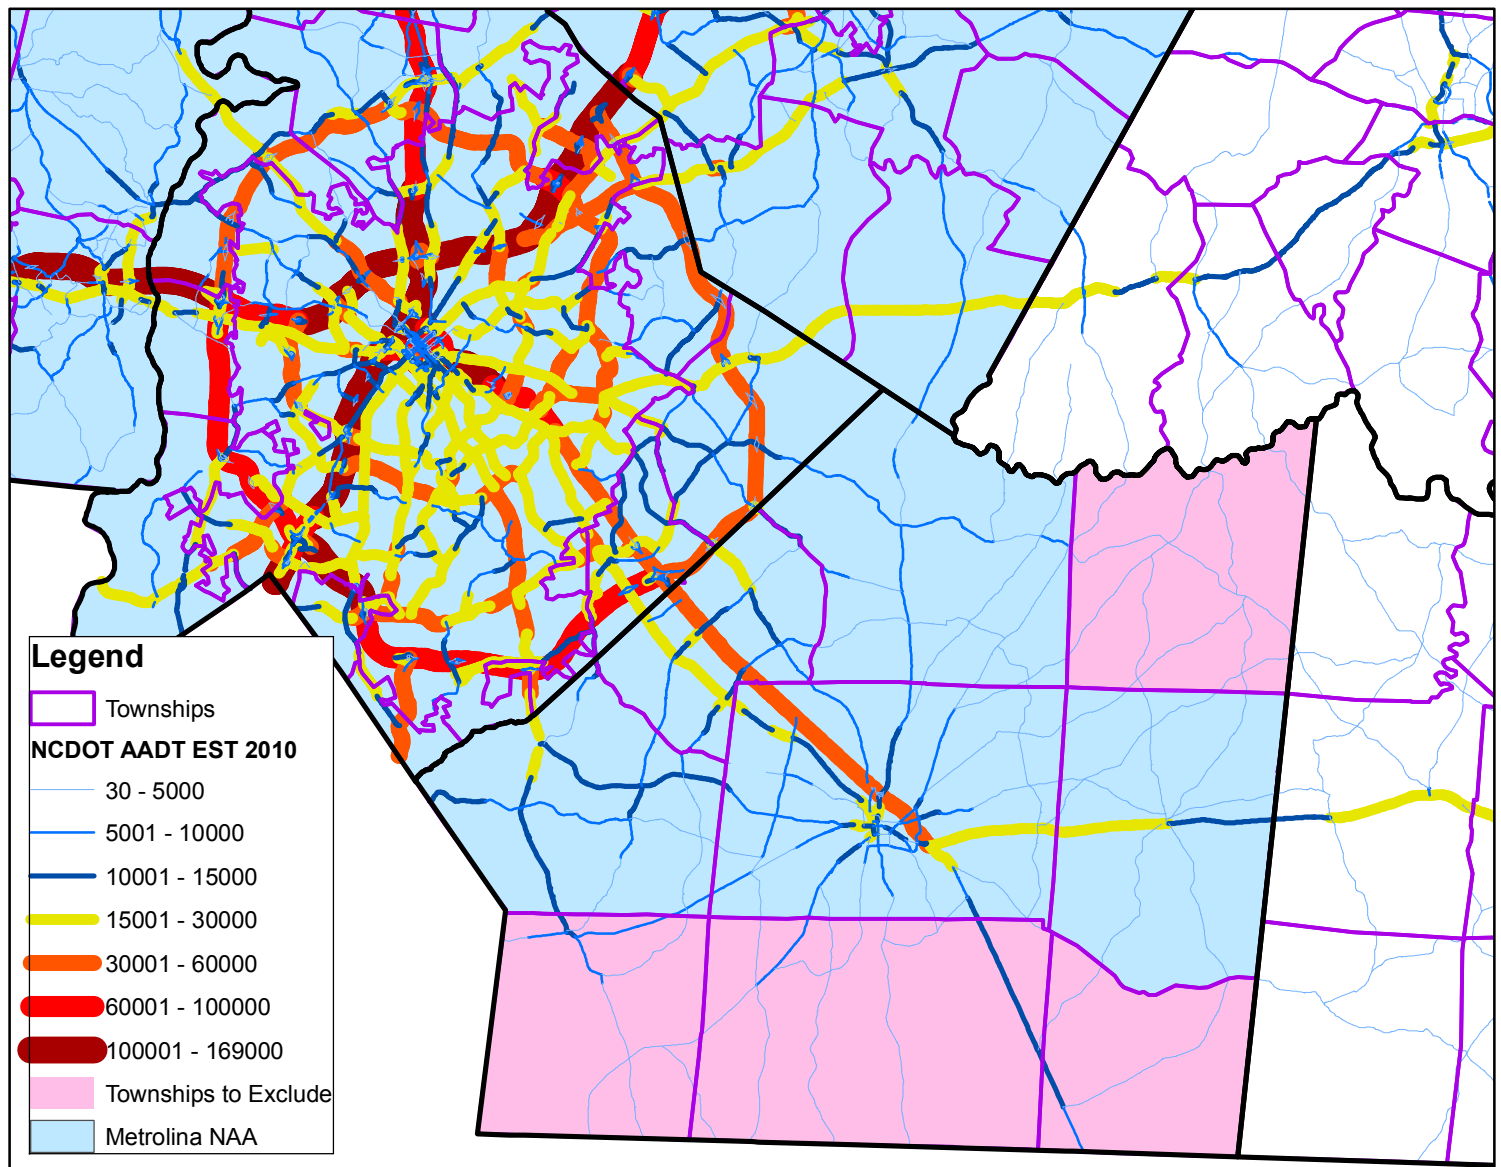 Legend
Townships
NCDOT AADT EST 2010
30 - 5000
5001 - 10000
10001 - 15000
15001 - 30000
30001 - 60000
60001 - 100000
100001 - 169000
Townships to Exclude
Metrolina NAA